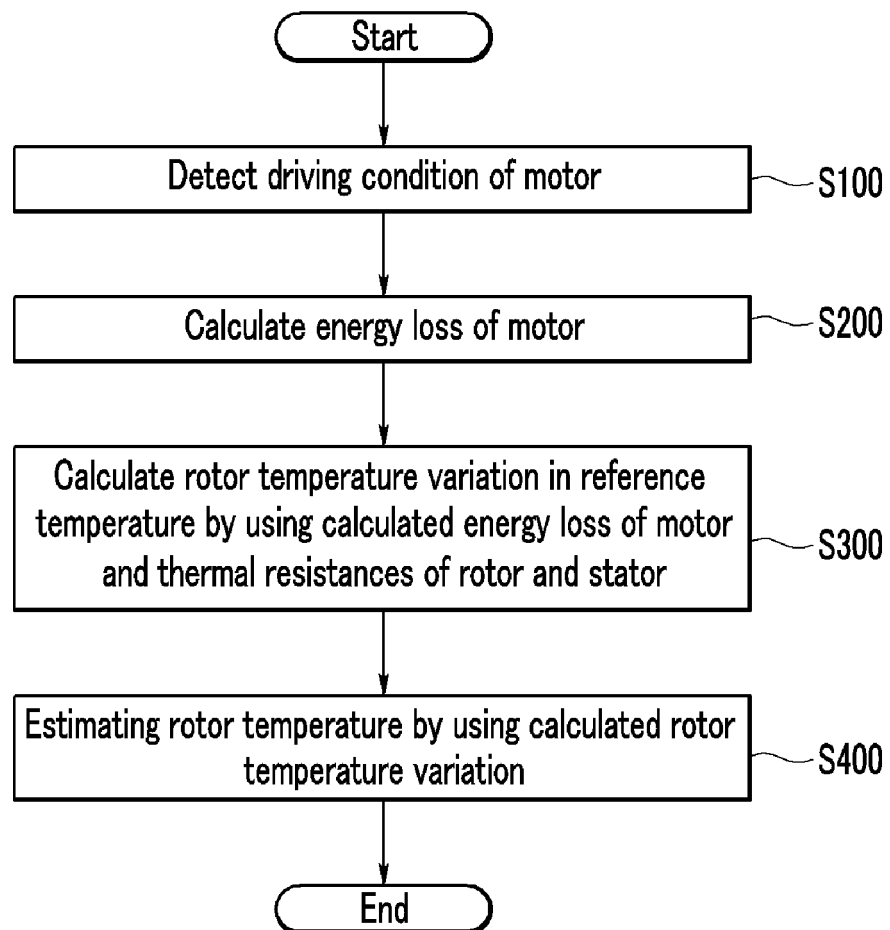 Start
Detect driving condition of motor
S100
Calculate energy loss of motor
S200
Calculate rotor temperature variation in reference
temperature by using calculated energy loss of motor
and thermal resistances of rotor and stator
S300
Estimating rotor temperature by using calculated rotor
temperature variation
S400
End